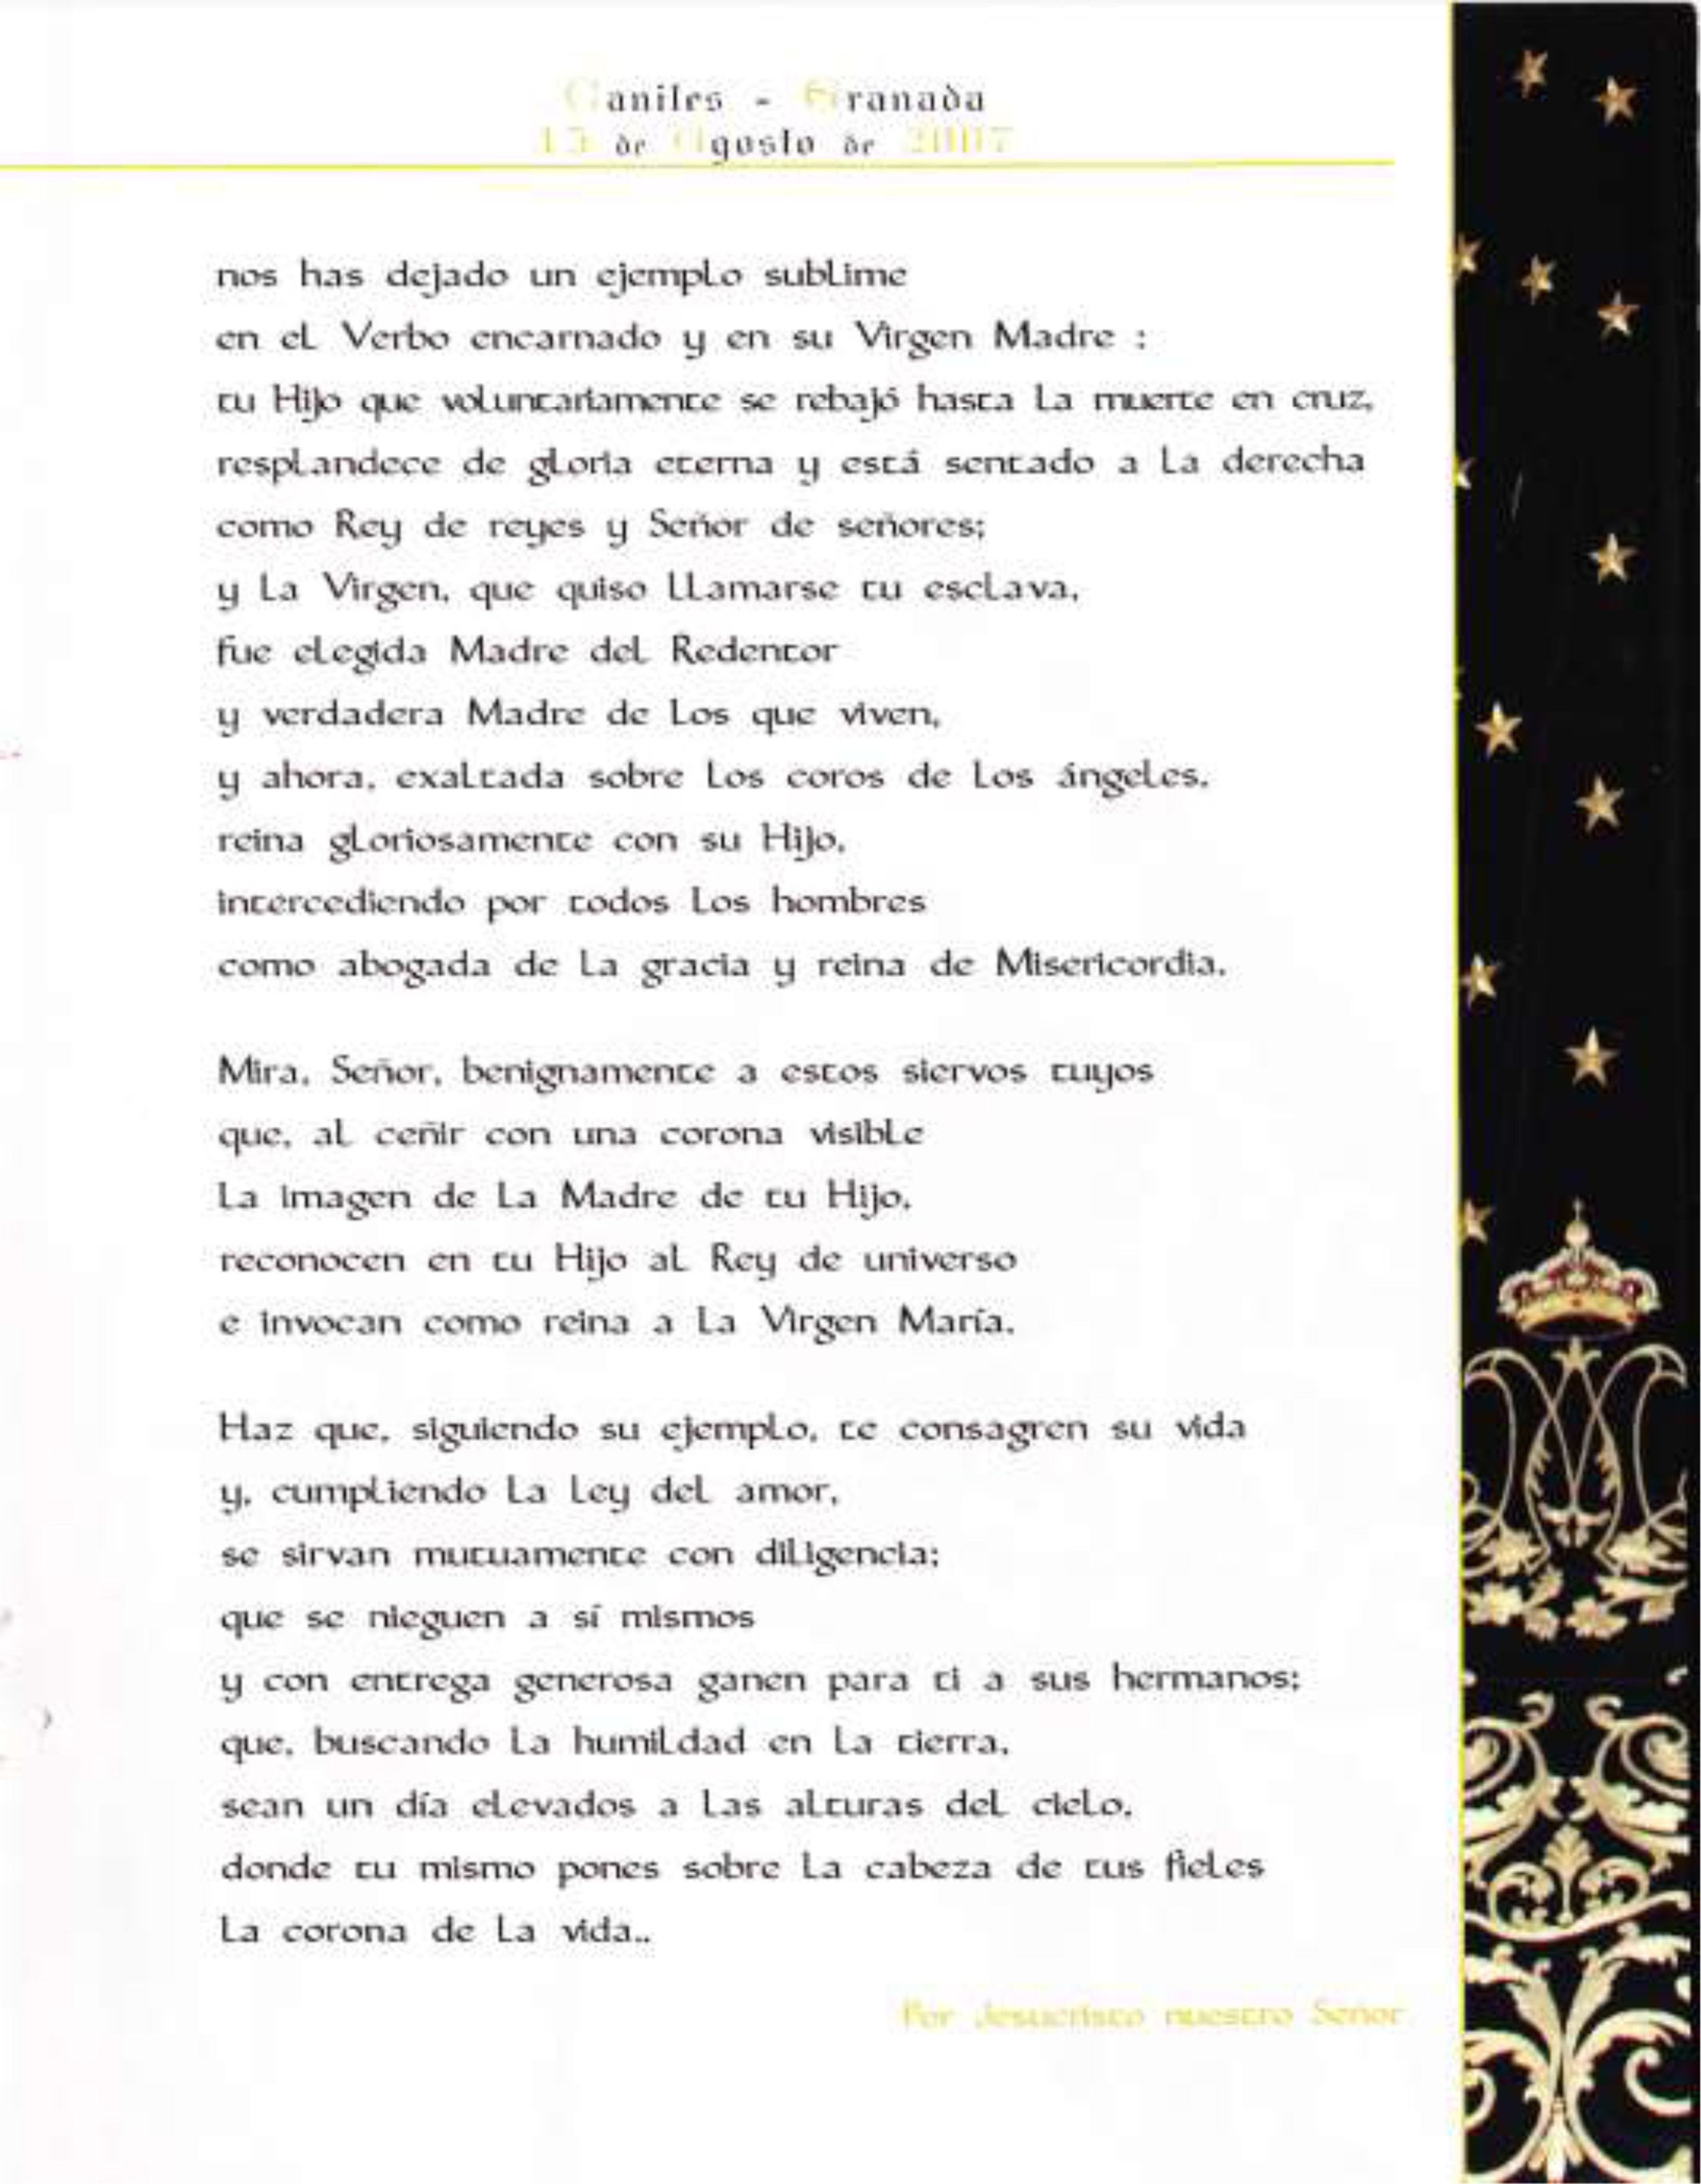 Caniles - Granada
15 de Agosto de 2007
nos has dejado un ejemplo sublime
en el Verbo encarnado y en su Virgen Madre :
tu Hijo que voluntariamente se rebajó hasta la muerte en cruz,
resplandece de gloria eterna y está sentado a la derecha
como Rey de reyes y Señor de señores;
y la Virgen, que quiso llamarse tu esclava,
fue elegida Madre del Redentor
y verdadera Madre de los que viven,
y ahora, exaltada sobre los coros de los ángeles,
reina gloriosamente con su Hijo,
intercediendo por todos los hombres
como abogada de la gracia y reina de Misericordia.
Mira, Señor, benignamente a estos siervos tuyos
que, al ceñir con una corona visible
la imagen de la Madre de tu Hijo,
reconocen en tu Hijo al Rey de universo
e invocan como reina a la Virgen María.
Haz que, siguiendo su ejemplo, te consagren su vida
y, cumpliendo la ley del amor,
se sirvan mutuamente con diligencia;
que se nieguen a sí mismos
y con entrega generosa ganen para ti a sus hermanos;
que, buscando la humildad en la tierra,
sean un día elevados a las alturas del cielo,
donde tu mismo pones sobre la cabeza de tus fieles
la corona de la vida..
Por Jesucristo nuestro Señor